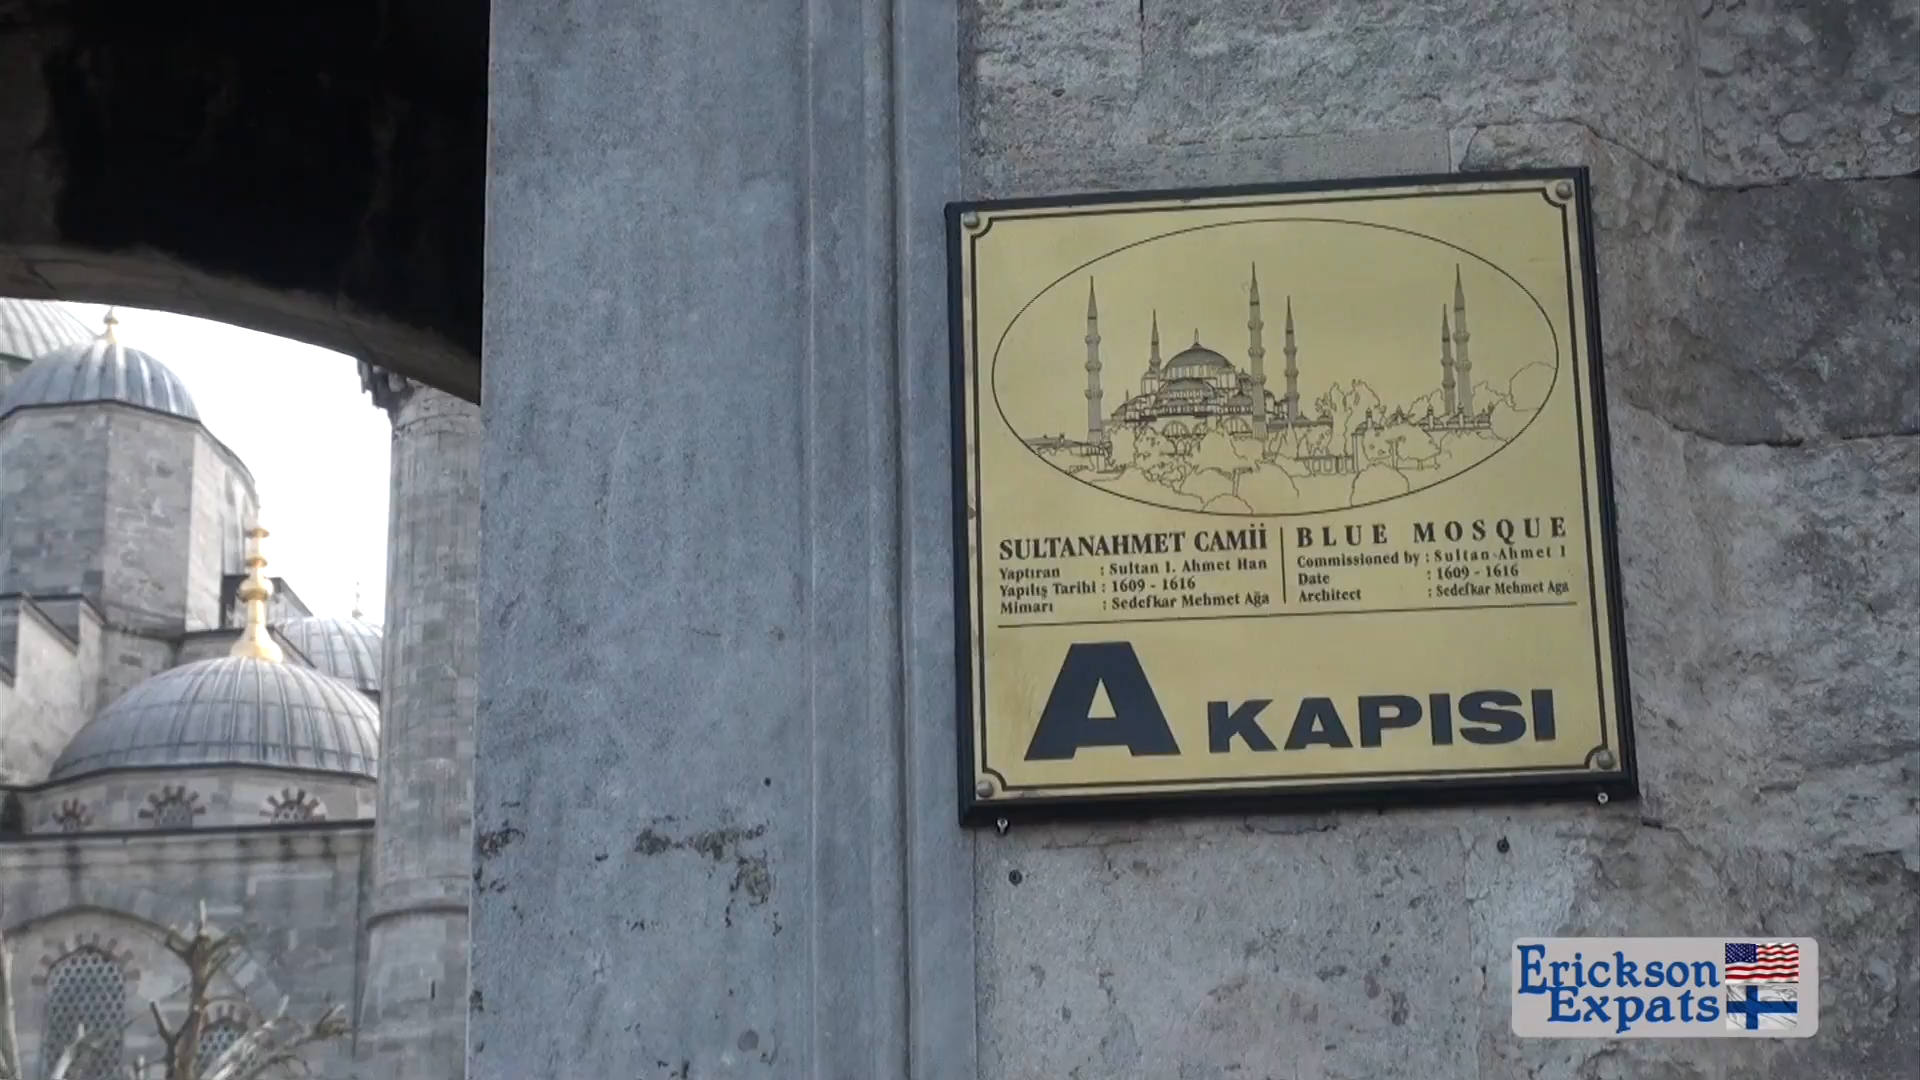 SULTANAHMET CAMİİ
Yaptıran : Sultan I. Ahmet Han
Yapılış Tarihi : 1609 - 1616
Mimarı : Sedefkar Mehmet Ağa
BLUE MOSQUE
Commissioned by : Sultan Ahmet I
Date : 1609 - 1616
Architect : Sedefkar Mehmet Aga
A KAPISI
Erickson
Expats